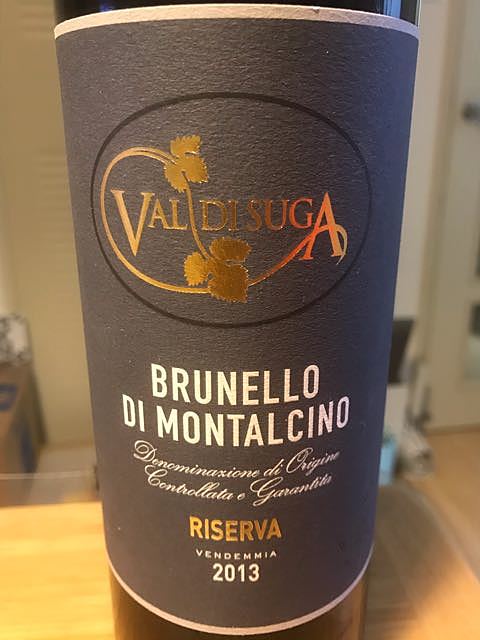 VAL DI SUGA
BRUNELLO
DI MONTALCINO
Denominazione di Origine
Controllata e Garantita
RISERVA
VENDEMMIA
2013